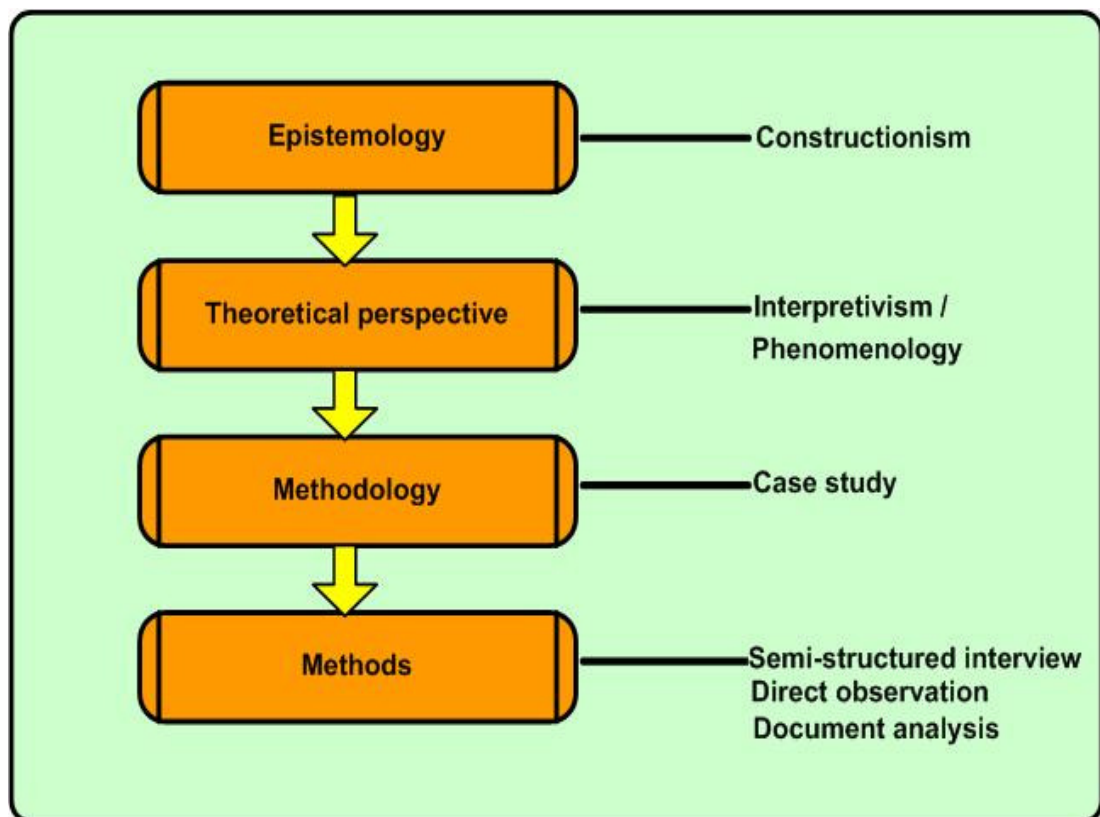 Epistemology
Constructionism
Theoretical perspective
Interpretivism /
Phenomenology
Methodology
Case study
Methods
Semi-structured interview
Direct observation
Document analysis